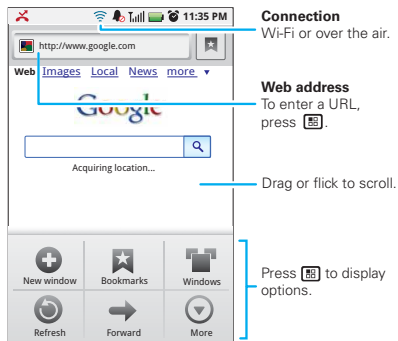 11:35 PM
http://www.google.com
Web Images Local News more ▼
Google
Acquiring location...
New window Bookmarks Windows
Refresh Forward More
Connection
Wi-Fi or over the air.
Web address
To enter a URL,
press .
Drag or flick to scroll.
Press to display
options.